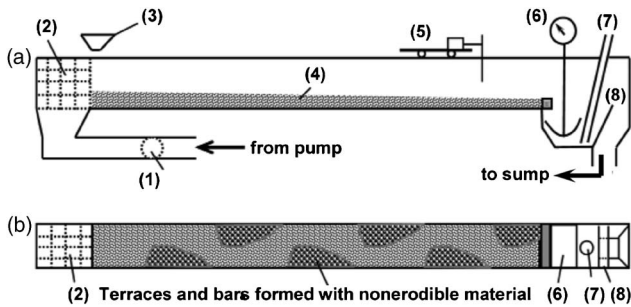 (3)
(6)
(7)
(2)
(5)
(a)
(4)
(8)
from pump
(1)
to sump
(b)
(2)
Terraces and bars formed with nonerodible material
(6)
(7)
(8)